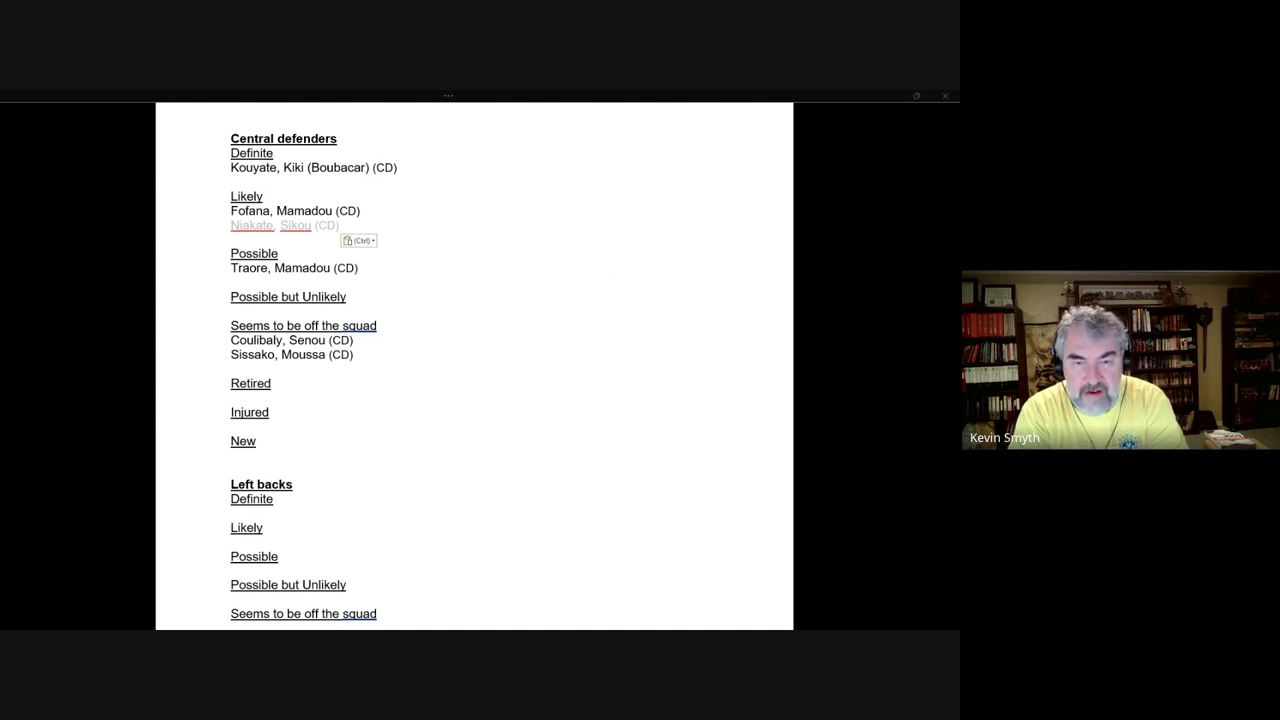 Central defenders
Definite
Kouyate, Kiki (Boubacar) (CD)
Likely
Fofana, Mamadou (CD)
Niakate, Sikou (CD)
(Ctrl)
Possible
Traore, Mamadou (CD)
Possible but Unlikely
Seems to be off the squad
Coulibaly, Senou (CD)
Sissako, Moussa (CD)
Retired
Injured
New
Left backs
Definite
Likely
Possible
Possible but Unlikely
Seems to be off the squad
Kevin Smyth